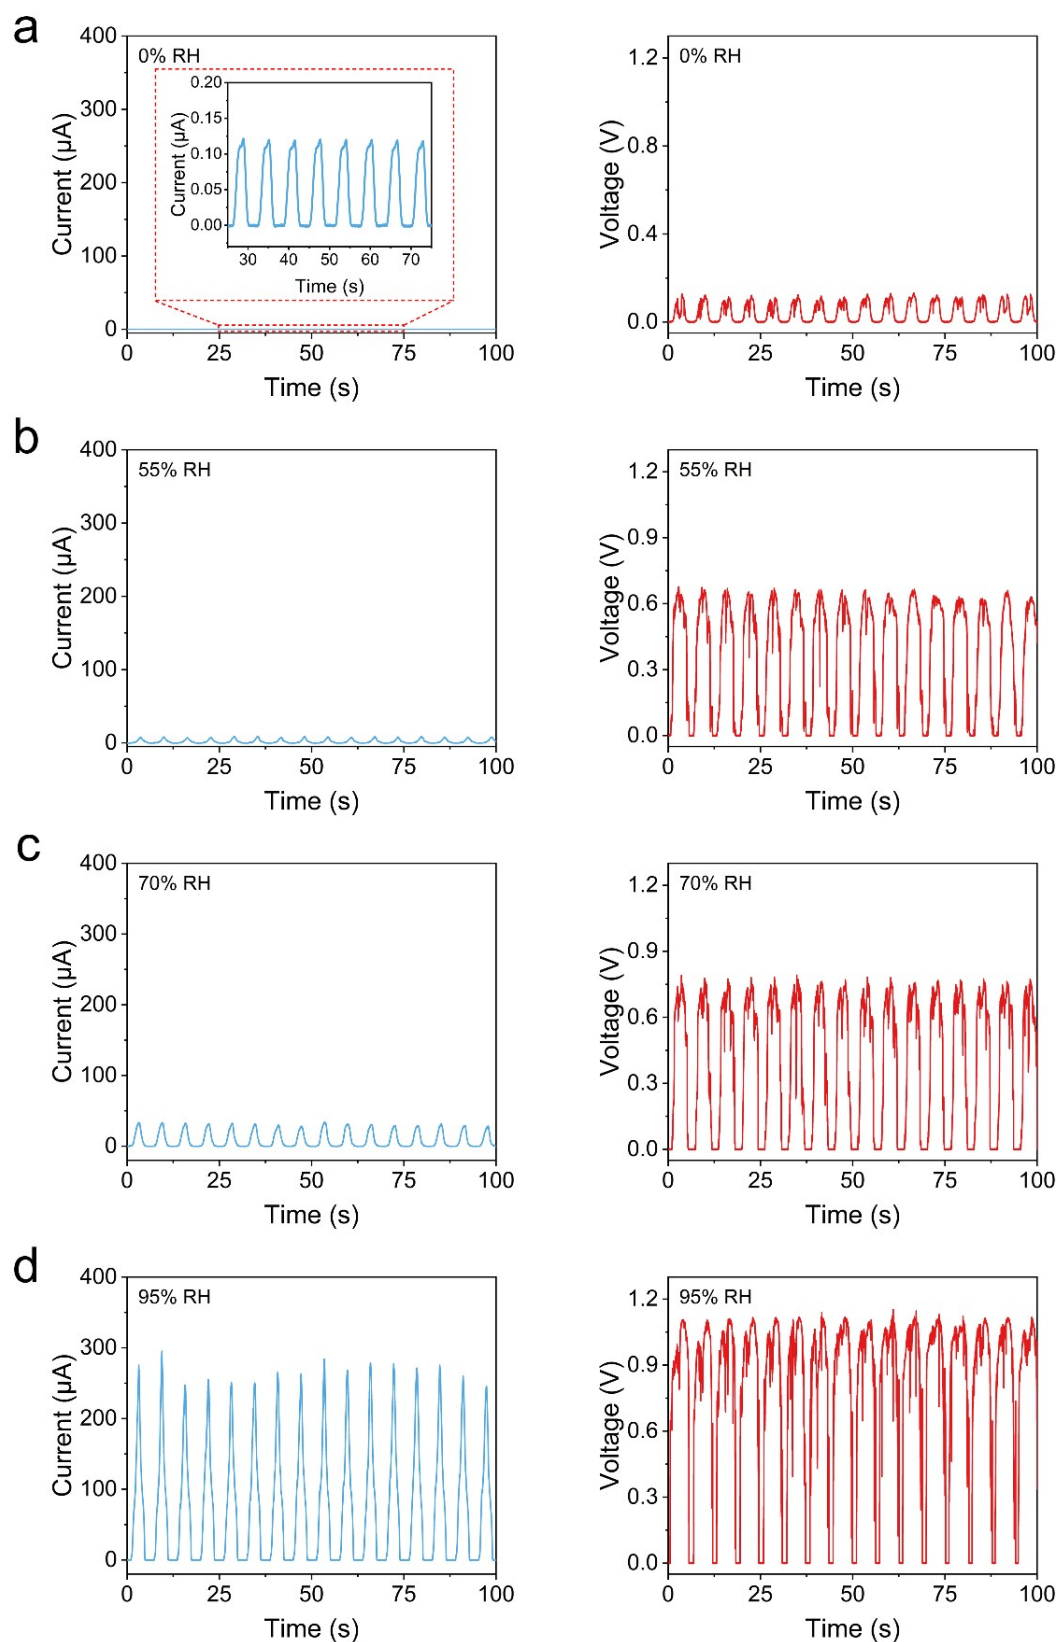 a
400
300
200
100
0
Current (µA)
0% RH
0.20
0.15
0.10
0.05
0.00
Current (µA)
30 40 50 60 70
Time (s)
0 25 50 75 100
Time (s)
1.2
0.8
0.4
0.0
Voltage (V)
0% RH
0 25 50 75 100
Time (s)
b
400
300
200
100
0
Current (µA)
55% RH
0 25 50 75 100
Time (s)
1.2
0.9
0.6
0.3
0.0
Voltage (V)
55% RH
0 25 50 75 100
Time (s)
c
400
300
200
100
0
Current (µA)
70% RH
0 25 50 75 100
Time (s)
1.2
0.9
0.6
0.3
0.0
Voltage (V)
70% RH
0 25 50 75 100
Time (s)
d
400
300
200
100
0
Current (µA)
95% RH
0 25 50 75 100
Time (s)
1.2
0.9
0.6
0.3
0.0
Voltage (V)
95% RH
0 25 50 75 100
Time (s)